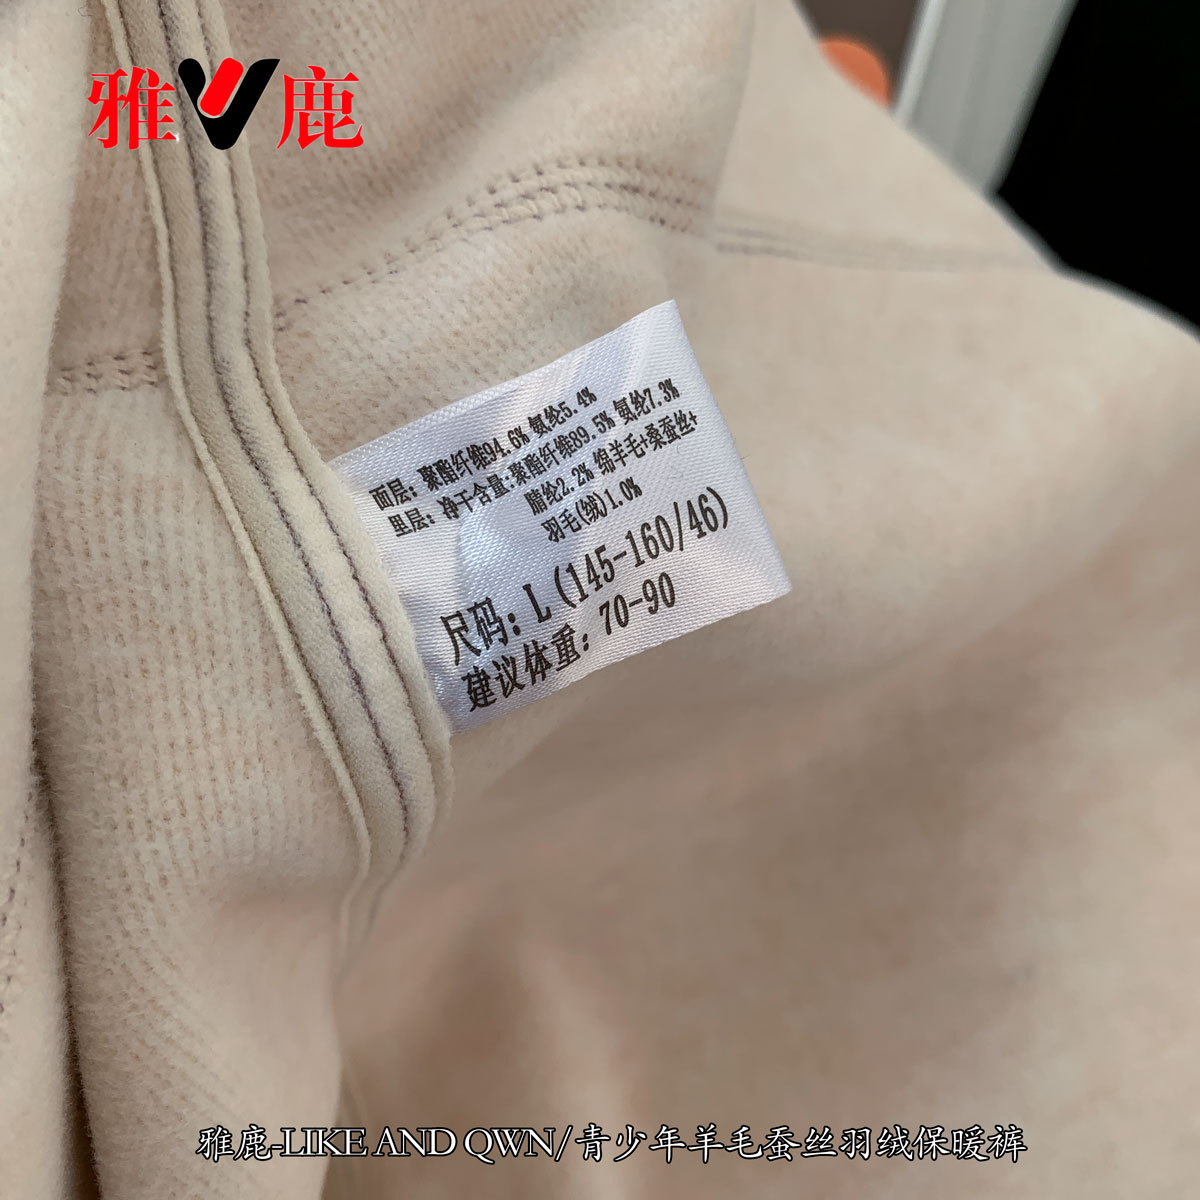 雅鹿
面层: 聚酯纤维94.6% 氨纶5.4%
里层: 净干含量:聚酯纤维89.5% 氨纶7.3%
腈纶2.2% 绵羊毛+桑蚕丝+
羽毛(绒)1.0%
尺码: L(145-160/46)
建议体重: 70-90
雅鹿-LIKE AND QWN/青少年羊毛蚕丝羽绒保暖裤